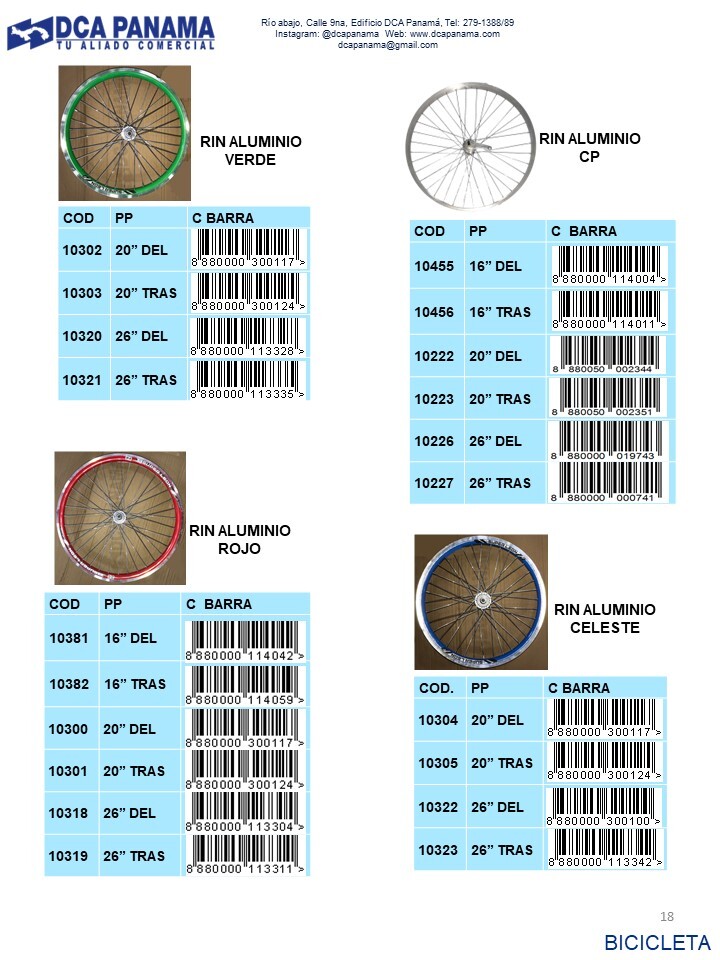 DCA PANAMA
TU ALIADO COMERCIAL
Río abajo, Calle 9na, Edificio DCA Panamá, Tel: 279-1388/89
Instagram: @dcapanama Web: www.dcapanama.com
dcapanama@gmail.com
RIN ALUMINIO
VERDE
COD PP C BARRA
10302 20” DEL 8 880000 300117 >
10303 20” TRAS 8 880000 300124 >
10320 26” DEL 8 880000 113328 >
10321 26” TRAS 8 880000 113335 >
RIN ALUMINIO
CP
COD PP C BARRA
10455 16” DEL 8 880000 114004 >
10456 16” TRAS 8 880000 114011 >
10222 20” DEL 8 880050 002344
10223 20” TRAS 8 880050 002351
10226 26” DEL 8 880000 019743
10227 26” TRAS 8 880000 000741
RIN ALUMINIO
ROJO
COD PP C BARRA
10381 16” DEL 8 880000 114042 >
10382 16” TRAS 8 880000 114059 >
10300 20” DEL 8 880000 300117 >
10301 20” TRAS 8 880000 300124 >
10318 26” DEL 8 880000 113304 >
10319 26” TRAS 8 880000 113311 >
RIN ALUMINIO
CELESTE
COD. PP C BARRA
10304 20” DEL 8 880000 300117 >
10305 20” TRAS 8 880000 300124 >
10322 26” DEL 8 880000 300100 >
10323 26” TRAS 8 880000 113342 >
18
BICICLETA